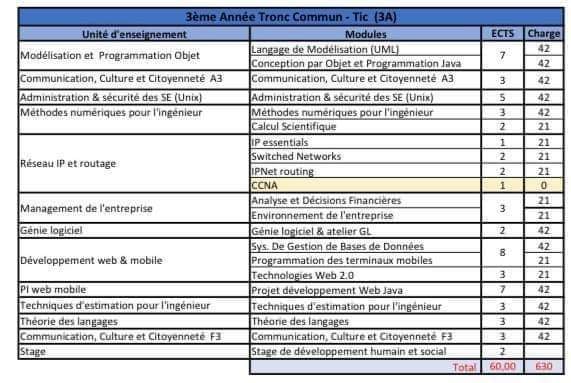 3ème Année Tronc Commun - Tic (3A)
Unité d'enseignement Modules ECTS Charge
Modélisation et Programmation Objet Langage de Modélisation (UML) 7 42
Conception par Objet et Programmation Java 42
Communication, Culture et Citoyenneté A3 Communication, Culture et Citoyenneté A3 3 42
Administration & sécurité des SE (Unix) Administration & sécurité des SE (Unix) 5 42
Méthodes numériques pour l'ingénieur Méthodes numériques pour l'ingénieur 3 42
Calcul Scientifique 2 21
Réseau IP et routage IP essentials 1 21
Switched Networks 2 21
IPNet routing 2 21
CCNA 1 0
Management de l'entreprise Analyse et Décisions Financières 3 21
Environnement de l'entreprise 21
Génie logiciel Génie logiciel & atelier GL 2 42
Développement web & mobile Sys. De Gestion de Bases de Données 8 42
Programmation des terminaux mobiles 21
Technologies Web 2.0 3 21
PI web mobile Projet développement Web Java 7 42
Techniques d'estimation pour l'ingénieur Techniques d'estimation pour l'ingénieur 3 42
Théorie des langages Théorie des langages 3 42
Communication, Culture et Citoyenneté F3 Communication, Culture et Citoyenneté F3 3 42
Stage Stage de développement humain et social 2
Total 60,00 630